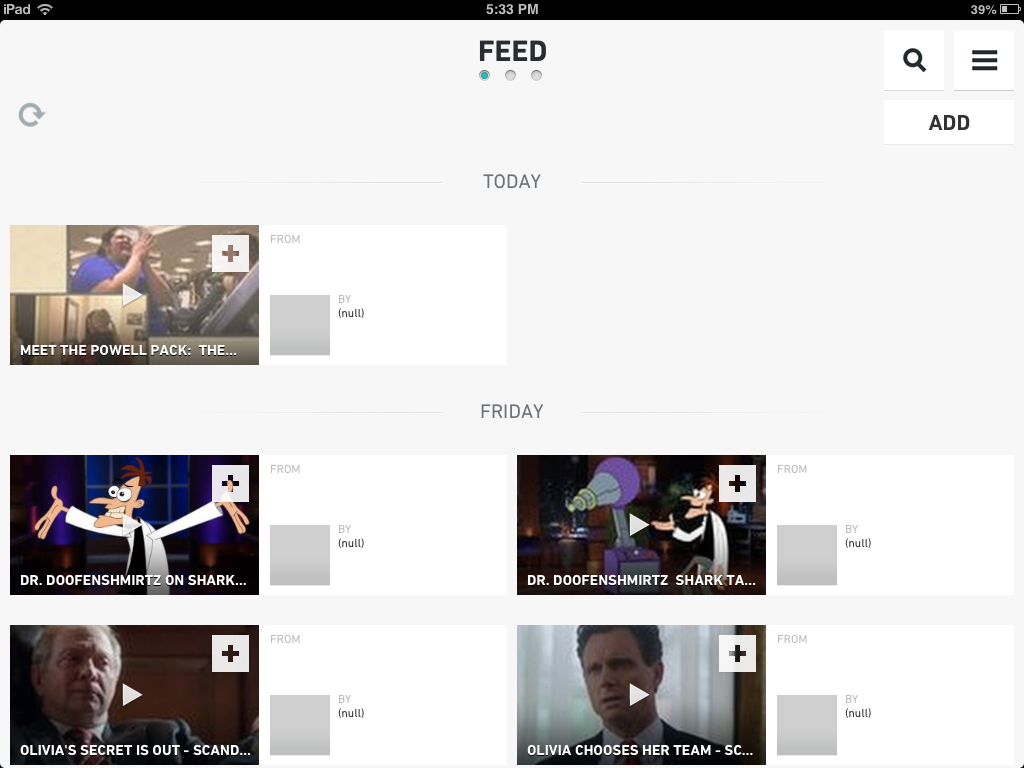 iPad 5:33 PM 39%
FEED
ADD
TODAY
MEET THE POWELL PACK: THE...
FROM
BY
(null)
FRIDAY
DR. DOOFENSHMIRTZ ON SHARK...
FROM
BY
(null)
DR. DOOFENSHMIRTZ SHARK TA...
FROM
BY
(null)
OLIVIA'S SECRET IS OUT - SCAND...
FROM
BY
(null)
OLIVIA CHOOSES HER TEAM - SC...
FROM
BY
(null)